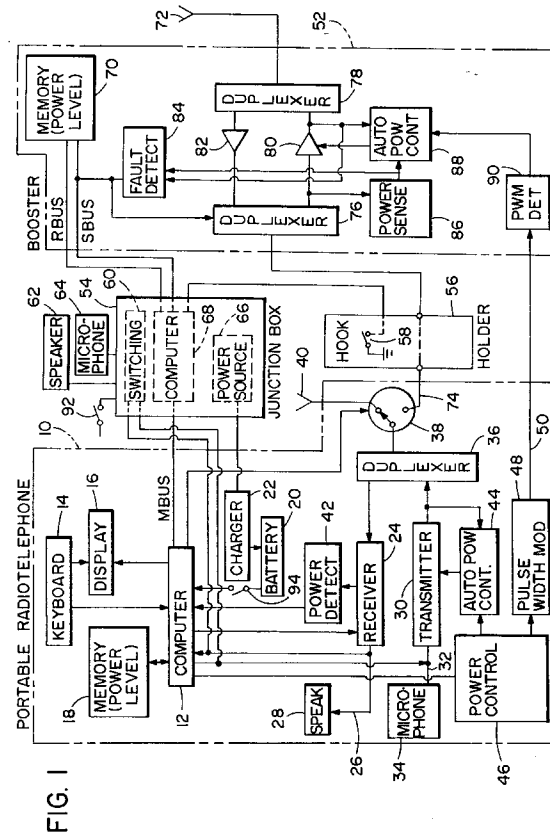 FIG. 1
PORTABLE RADIOTELEPHONE
10
KEYBOARD
14
DISPLAY
16
MEMORY
(POWER
LEVEL)
18
COMPUTER
12
MBUS
CHARGER
22
BATTERY
20
94
POWER
DETECT
42
RECEIVER
24
SPEAK
28
26
TRANSMITTER
30
32
MICRO-
PHONE
34
AUTO POW
CONT.
44
POWER
CONTROL
46
PULSE
WIDTH MOD
48
50
DUPLEXER
36
38
40
74
SPEAKER
62
MICRO-
PHONE
64
54
92
SWITCHING
60
COMPUTER
68
POWER
SOURCE
66
JUNCTION BOX
HOOK
58
HOLDER
56
BOOSTER
RBUS
SBUS
52
MEMORY
(POWER
LEVEL)
70
72
FAULT
DETECT
84
DUPLEXER
76
DUPLEXER
78
82
80
POWER
SENSE
86
AUTO
POW
CONT
88
PWM
DET
90